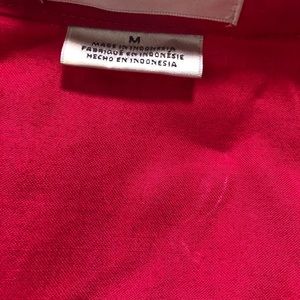 M
MADE IN INDONESIA
FABRIQUÉ EN INDONÉSIE
HECHO EN INDONESIA